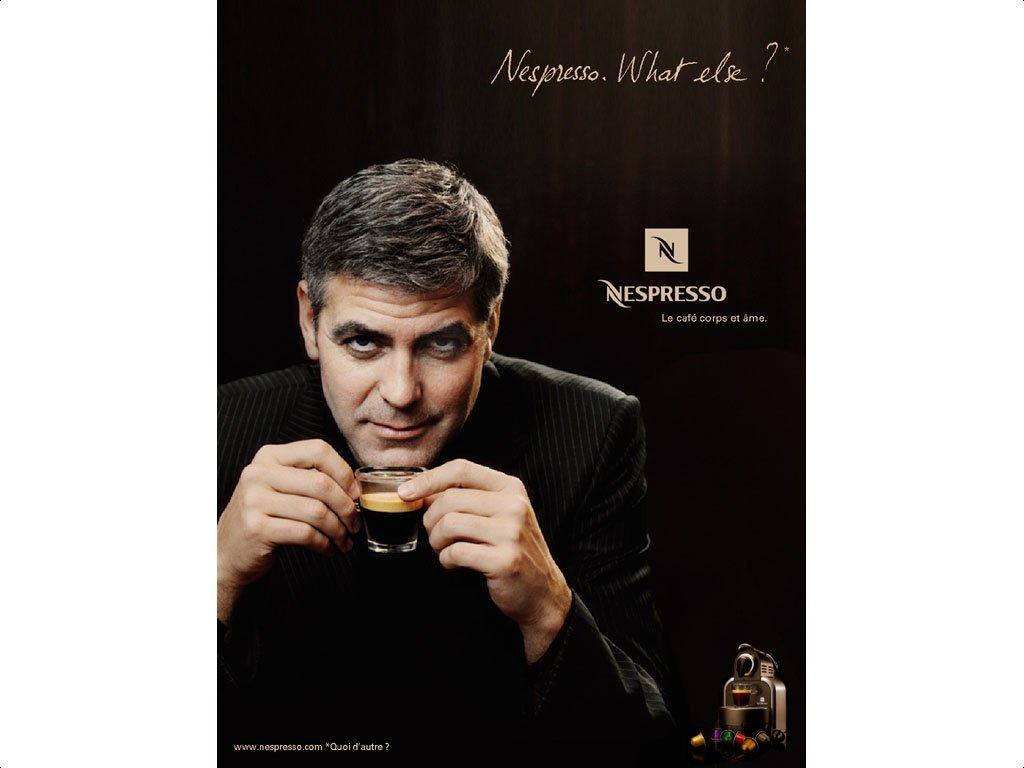 Nespresso. What else ?*
N
NESPRESSO
Le café corps et âme.
www.nespresso.com *Quoi d'autre ?